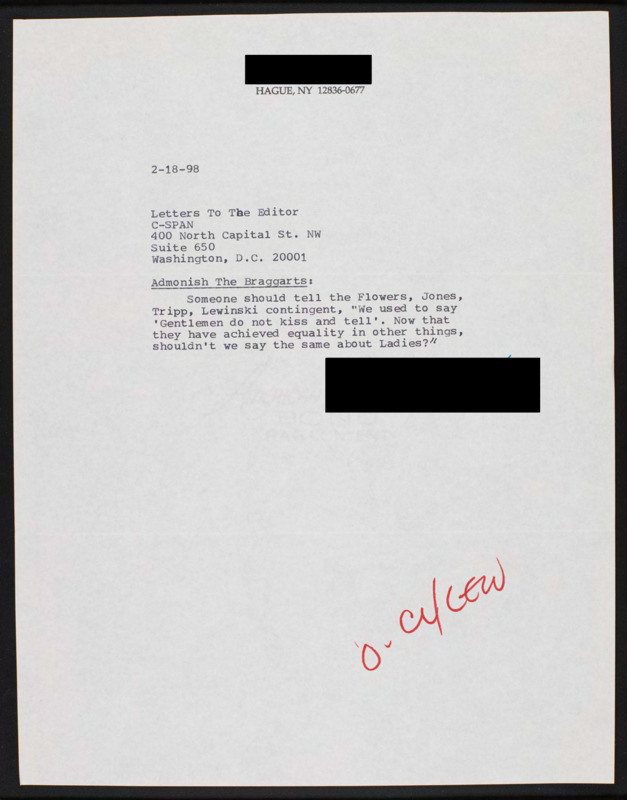 HAGUE, NY 12836-0677
2-18-98
Letters To The Editor
C-SPAN
400 North Capital St. NW
Suite 650
Washington, D.C. 20001
Admonish The Braggarts:
Someone should tell the Flowers, Jones,
Tripp, Lewinski contingent, "We used to say
'Gentlemen do not kiss and tell'. Now that
they have achieved equality in other things,
shouldn't we say the same about Ladies?"